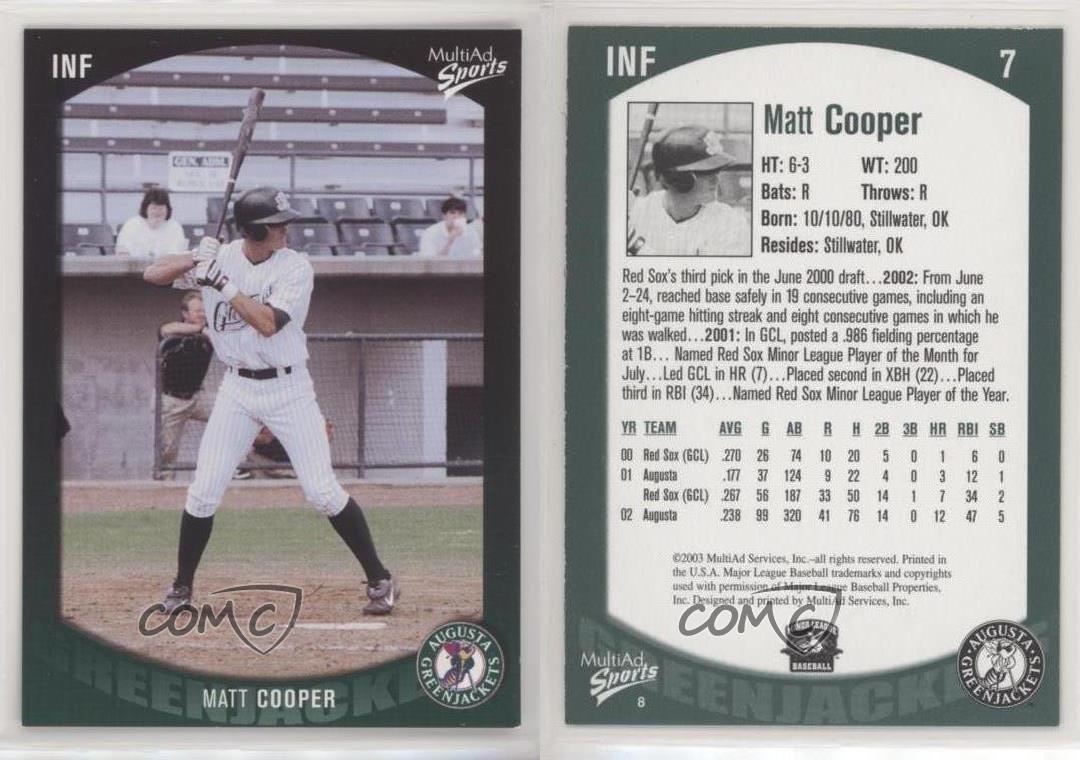 INF
MultiAd
Sports
GEN. ADM.
COMC
MATT COOPER
AUGUSTA
GREENJACKETS
INF
7
Matt Cooper
HT: 6-3 WT: 200
Bats: R Throws: R
Born: 10/10/80, Stillwater, OK
Resides: Stillwater, OK
Red Sox's third pick in the June 2000 draft...2002: From June
2-24, reached base safely in 19 consecutive games, including an
eight-game hitting streak and eight consecutive games in which he
was walked...2001: In GCL, posted a .986 fielding percentage
at 1B... Named Red Sox Minor League Player of the Month for
July...Led GCL in HR (7)...Placed second in XBH (22)...Placed
third in RBI (34)...Named Red Sox Minor League Player of the Year.
YR TEAM AVG G AB R H 2B 3B HR RBI SB
00 Red Sox (GCL) .270 26 74 10 20 5 0 1 6 0
01 Augusta .177 37 124 9 22 4 0 3 12 1
Red Sox (GCL) .267 56 187 33 50 14 1 7 34 2
02 Augusta .238 99 320 41 76 14 0 12 47 5
©2003 MultiAd Services, Inc.–all rights reserved. Printed in
the U.S.A. Major League Baseball trademarks and copyrights
used with permission of Major League Baseball Properties,
Inc. Designed and printed by MultiAd Services, Inc.
COMC
MINOR LEAGUE
BASEBALL
MultiAd
Sports
8
GREENJACKETS
AUGUSTA
GREENJACKETS